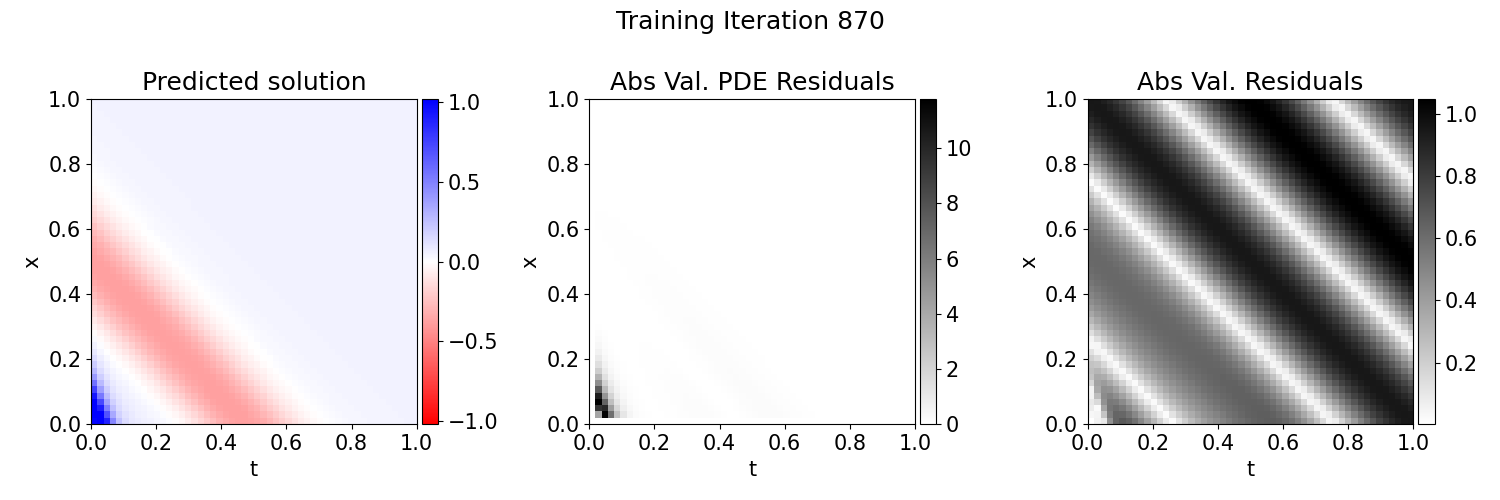 Training Iteration 870
Predicted solution
Abs Val. PDE Residuals
Abs Val. Residuals
1.0
0.8
0.6
0.4
0.2
0.0
x
0.0 0.2 0.4 0.6 0.8 1.0
t
1.0
0.5
0.0
−0.5
−1.0
1.0
0.8
0.6
0.4
0.2
0.0
x
0.0 0.2 0.4 0.6 0.8 1.0
t
10
8
6
4
2
0
1.0
0.8
0.6
0.4
0.2
0.0
x
0.0 0.2 0.4 0.6 0.8 1.0
t
1.0
0.8
0.6
0.4
0.2